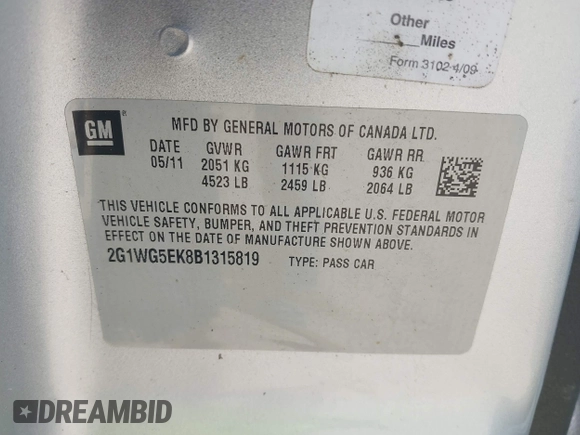 Other
Miles
Form 3102 4/09
GM
MFD BY GENERAL MOTORS OF CANADA LTD.
DATE GVWR GAWR FRT GAWR RR
05/11 2051 KG 1115 KG 936 KG
4523 LB 2459 LB 2064 LB
THIS VEHICLE CONFORMS TO ALL APPLICABLE U.S. FEDERAL MOTOR
VEHICLE SAFETY, BUMPER, AND THEFT PREVENTION STANDARDS IN
EFFECT ON THE DATE OF MANUFACTURE SHOWN ABOVE.
2G1WG5EK8B1315819 TYPE: PASS CAR
DREAMBID